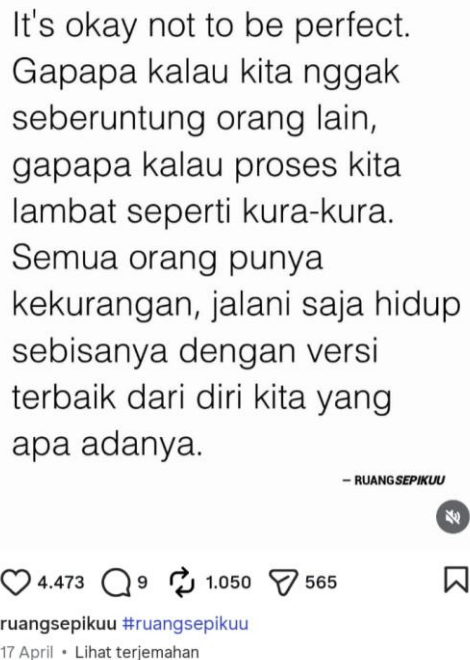 It's okay not to be perfect.
Gapapa kalau kita nggak
seberuntung orang lain,
gapapa kalau proses kita
lambat seperti kura-kura.
Semua orang punya
kekurangan, jalani saja hidup
sebisanya dengan versi
terbaik dari diri kita yang
apa adanya.
– RUANGSEPIKUU
4.473 9 1.050 565
ruangsepikuu #ruangsepikuu
17 April • Lihat terjemahan